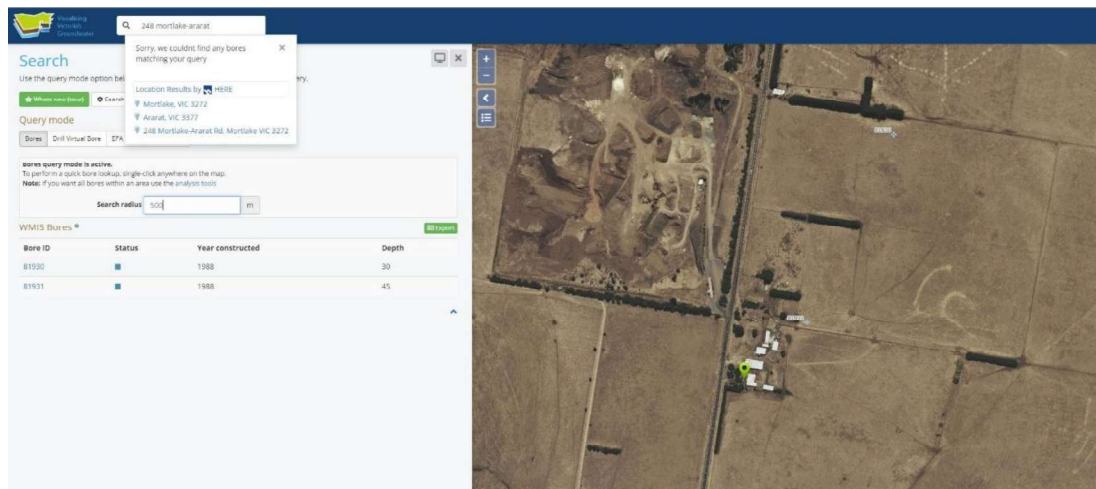 Visualising
Victoria's
Groundwater
248 mortlake-ararat
Sorry, we couldnt find any bores
matching your query
Location Results by HERE
Mortlake, VIC 3272
Ararat, VIC 3377
248 Mortlake-Ararat Rd, Mortlake VIC 3272
Search
Use the query mode option bel ery.
Search
Query mode
Bores Drill Virtual Bore EPA
Bores query mode is active.
To perform a quick bore lookup, single-click anywhere on the map.
Note: If you want all bores within an area use the analysis tools
Search radius 500 m
WMIS Bores
Export
Bore ID Status Year constructed Depth
81930 1988 30
81931 1988 45